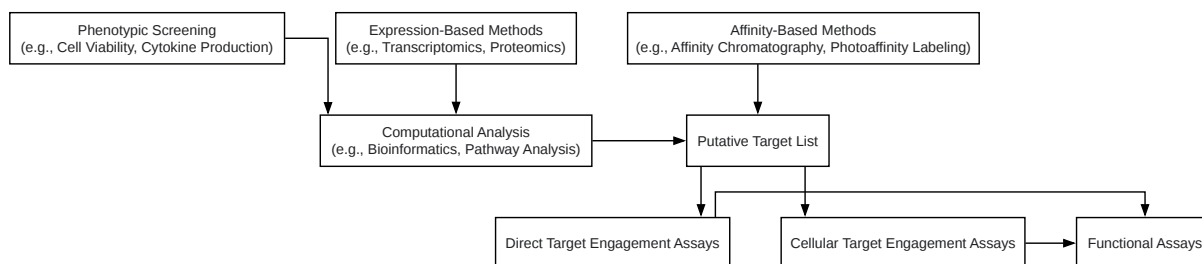 Phenotypic Screening
(e.g., Cell Viability, Cytokine Production)
Expression-Based Methods
(e.g., Transcriptomics, Proteomics)
Affinity-Based Methods
(e.g., Affinity Chromatography, Photoaffinity Labeling)
Computational Analysis
(e.g., Bioinformatics, Pathway Analysis)
Putative Target List
Direct Target Engagement Assays
Cellular Target Engagement Assays
Functional Assays